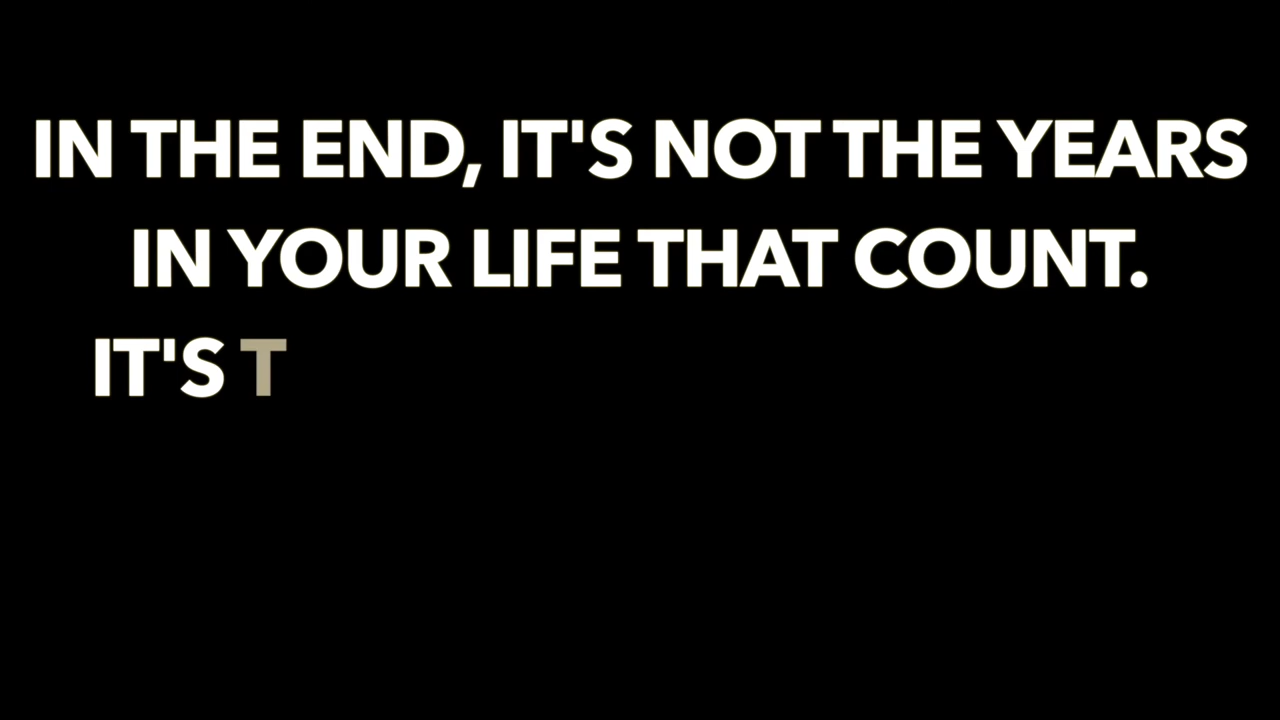 IN THE END, IT'S NOT THE YEARS
IN YOUR LIFE THAT COUNT.
IT'S T